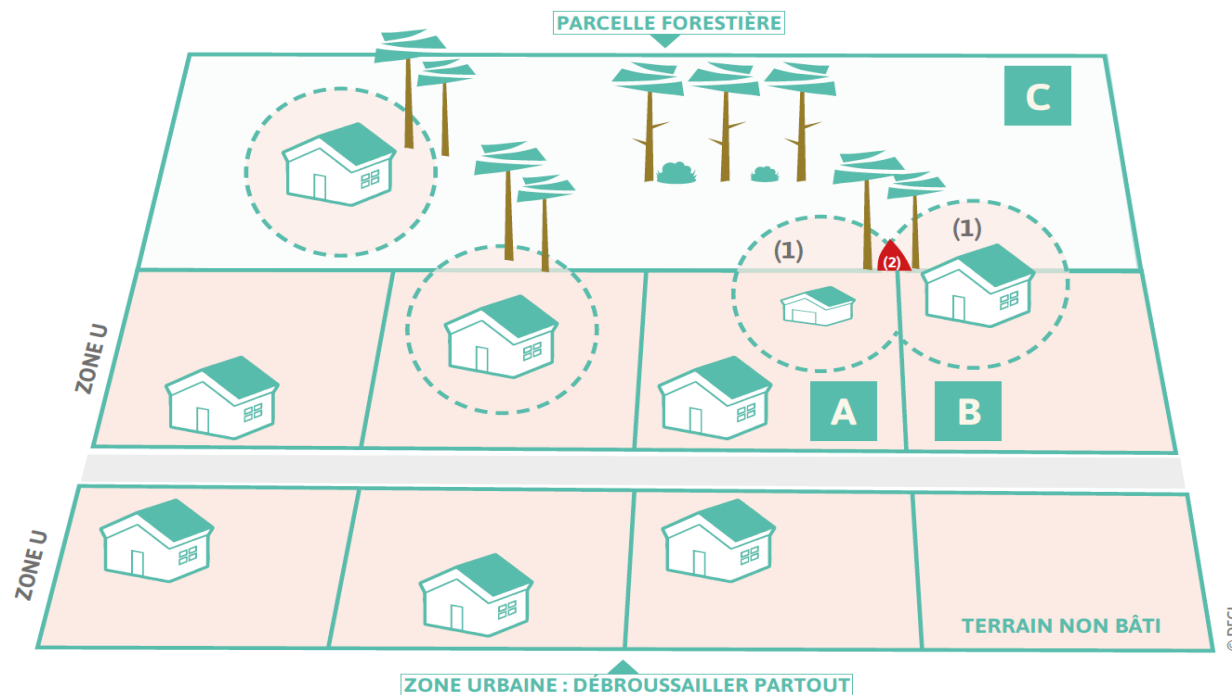 PARCELLE FORESTIÈRE
C
(1)
(1)
(2)
ZONE U
A
B
ZONE U
TERRAIN NON BÂTI
ZONE URBAINE : DÉBROUSSAILLER PARTOUT